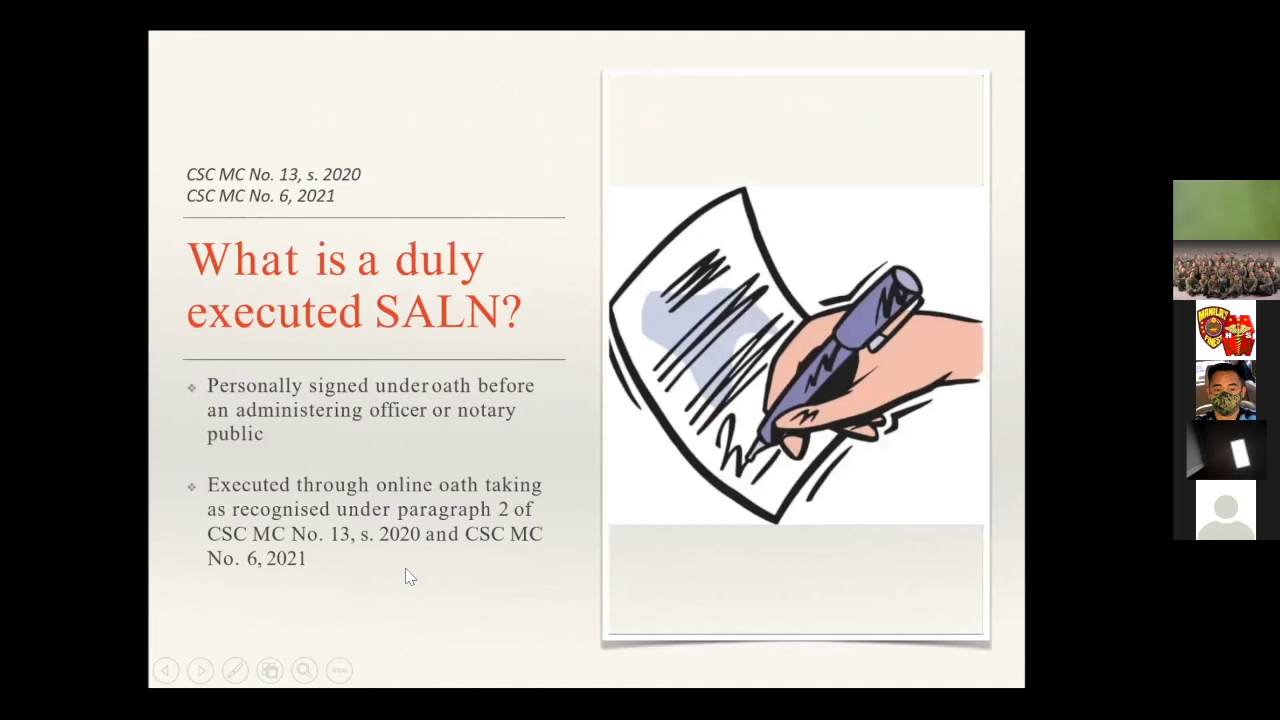 CSC MC No. 13, s. 2020
CSC MC No. 6, 2021
What is a duly
executed SALN?
Personally signed under oath before
an administering officer or notary
public
Executed through online oath taking
as recognised under paragraph 2 of
CSC MC No. 13, s. 2020 and CSC MC
No. 6, 2021
MANILA'S
FINEST